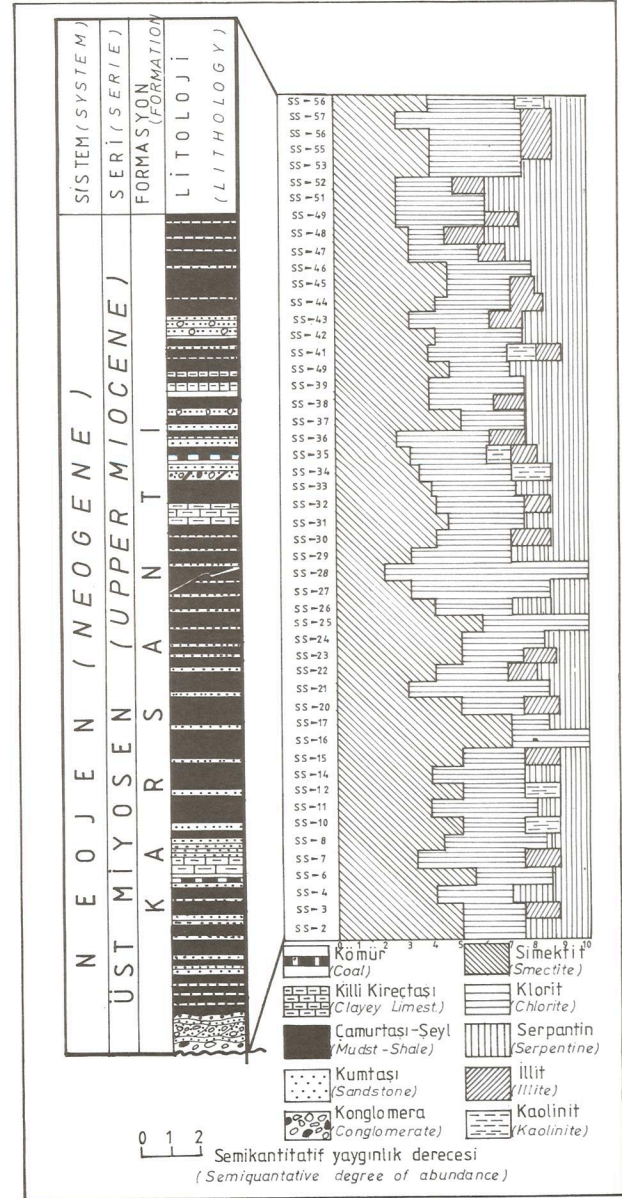 SİSTEM (SYSTEM)
SERİ (SERIE)
FORMASYON
(FORMATION)
LİTOLOJİ
(LITHOLOGY)
NEOJEN (NEOGENE)
ÜST MİYOSEN (UPPER MIOCENE)
KARSANTI
SS-56
SS-57
SS-56
SS-55
SS-53
SS-52
SS-51
SS-49
SS-48
SS-47
SS-46
SS-45
SS-44
SS-43
SS-42
SS-41
SS-49
SS-39
SS-38
SS-37
SS-36
SS-35
SS-34
SS-33
SS-32
SS-31
SS-30
SS-29
SS-28
SS-27
SS-26
SS-25
SS-24
SS-23
SS-22
SS-21
SS-20
SS-17
SS-16
SS-15
SS-14
SS-12
SS-11
SS-10
SS-8
SS-7
SS-6
SS-4
SS-3
SS-2
0 1 2 3 4 5 6 7 8 9 10
Kömür
(Coal)
Killi Kireçtaşı
(Clayey Limest.)
Çamurtaşı-Şeyl
(Mudst-Shale)
Kumtaşı
(Sandstone)
Konglomera
(Conglomerate)
Simektit
(Smectite)
Klorit
(Chlorite)
Serpantin
(Serpentine)
İllit
(Illite)
Kaolinit
(Kaolinite)
0 1 2
Semikantitatif yaygınlık derecesi
(Semiquantative degree of abundance)